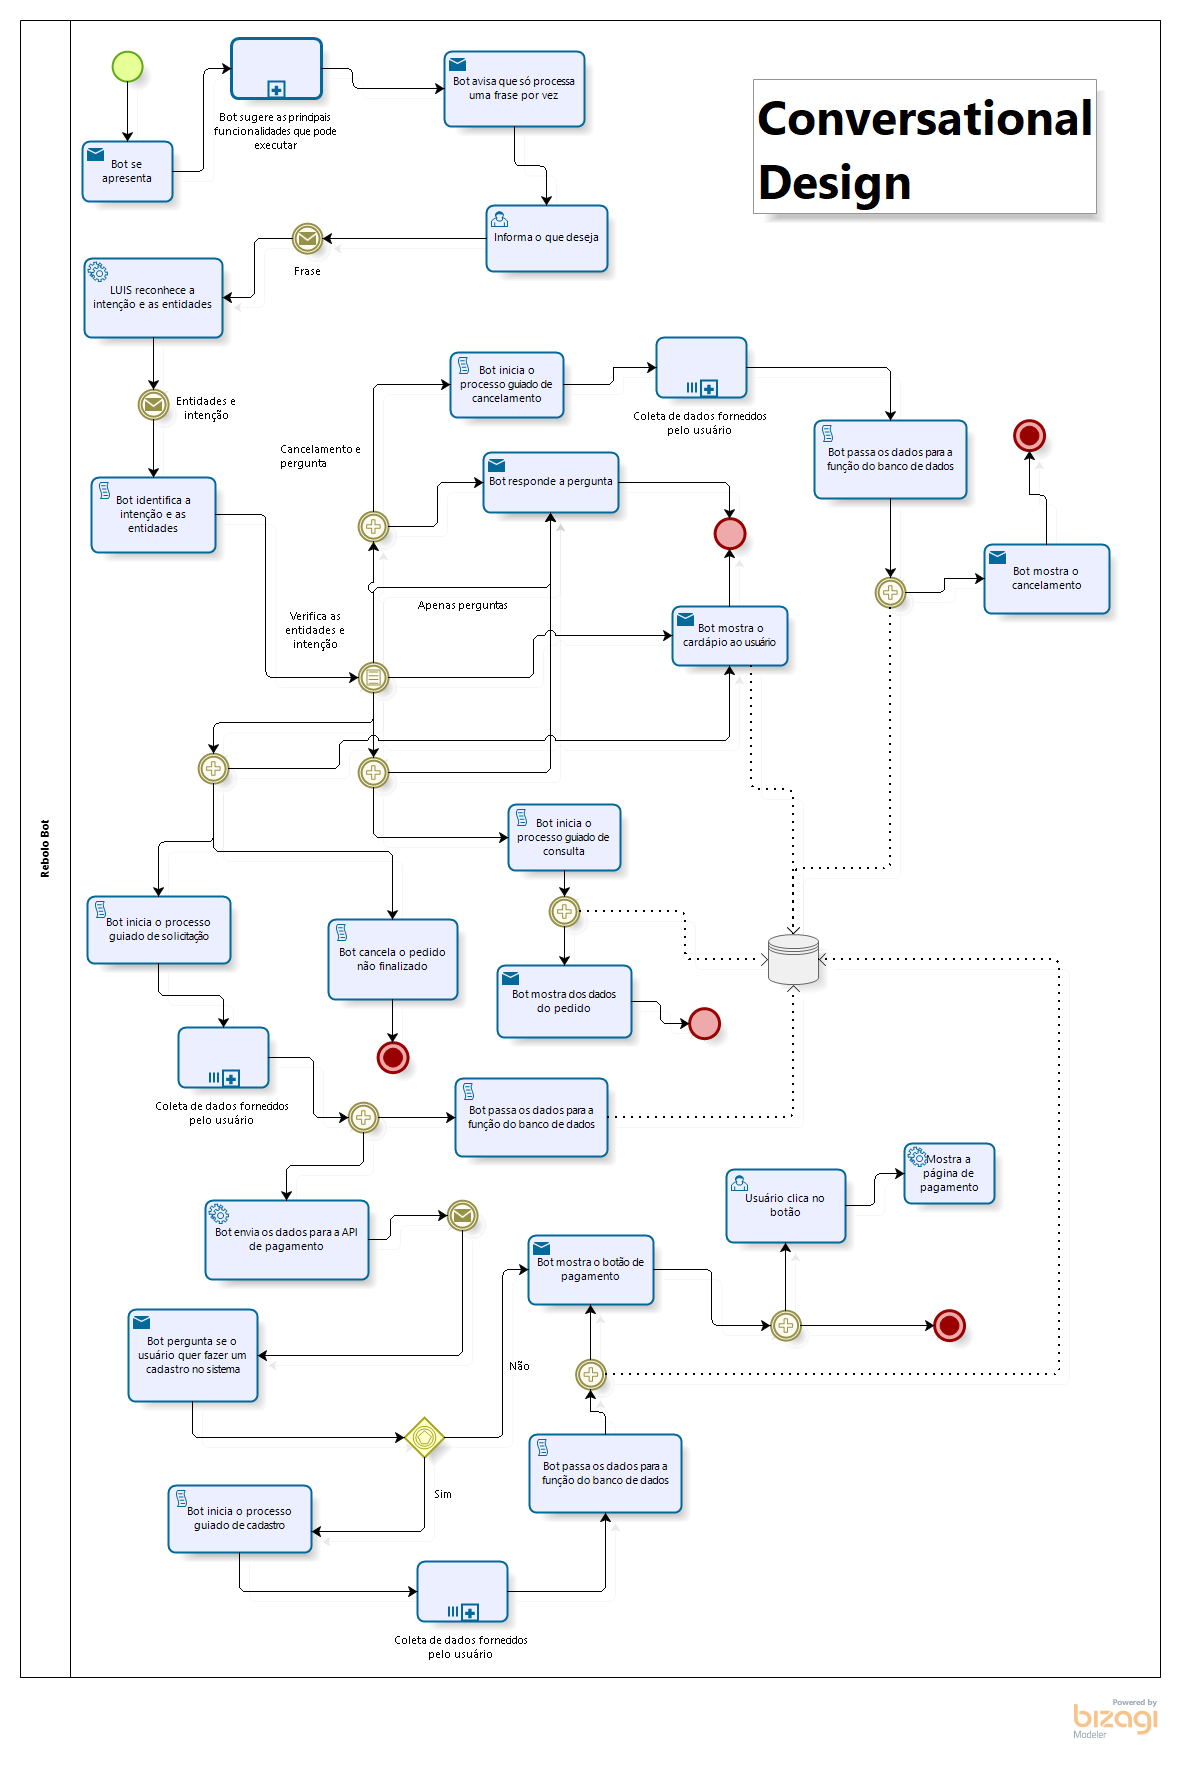 Conversational
Design
Bot se
apresenta
Bot sugere as principais
funcionalidades que pode
executar
Bot avisa que só processa
uma frase por vez
Informa o que deseja
Frase
LUIS reconhece a
intenção e as entidades
Entidades e
intenção
Bot identifica a
intenção e as
entidades
Cancelamento e
pergunta
Bot inicia o
processo guiado de
cancelamento
Coleta de dados fornecidos
pelo usuário
Bot passa os dados para a
função do banco de dados
Bot responde a pergunta
Bot mostra o
cancelamento
Apenas perguntas
Verifica as
entidades e
intenção
Bot mostra o
cardápio ao usuário
Rebolo Bot
Bot inicia o
processo guiado de
consulta
Bot inicia o processo
guiado de solicitação
Bot cancela o pedido
não finalizado
Bot mostra dos dados
do pedido
Coleta de dados fornecidos
pelo usuário
Bot passa os dados para a
função do banco de dados
Mostra a
página de
pagamento
Usuário clica no
botão
Bot envia os dados para a API
de pagamento
Bot mostra o botão de
pagamento
Bot pergunta se o
usuário quer fazer um
cadastro no sistema
Não
Bot passa os dados para a
função do banco de dados
Sim
Bot inicia o processo
guiado de cadastro
Coleta de dados fornecidos
pelo usuário
Powered by
bizagi
Modeler